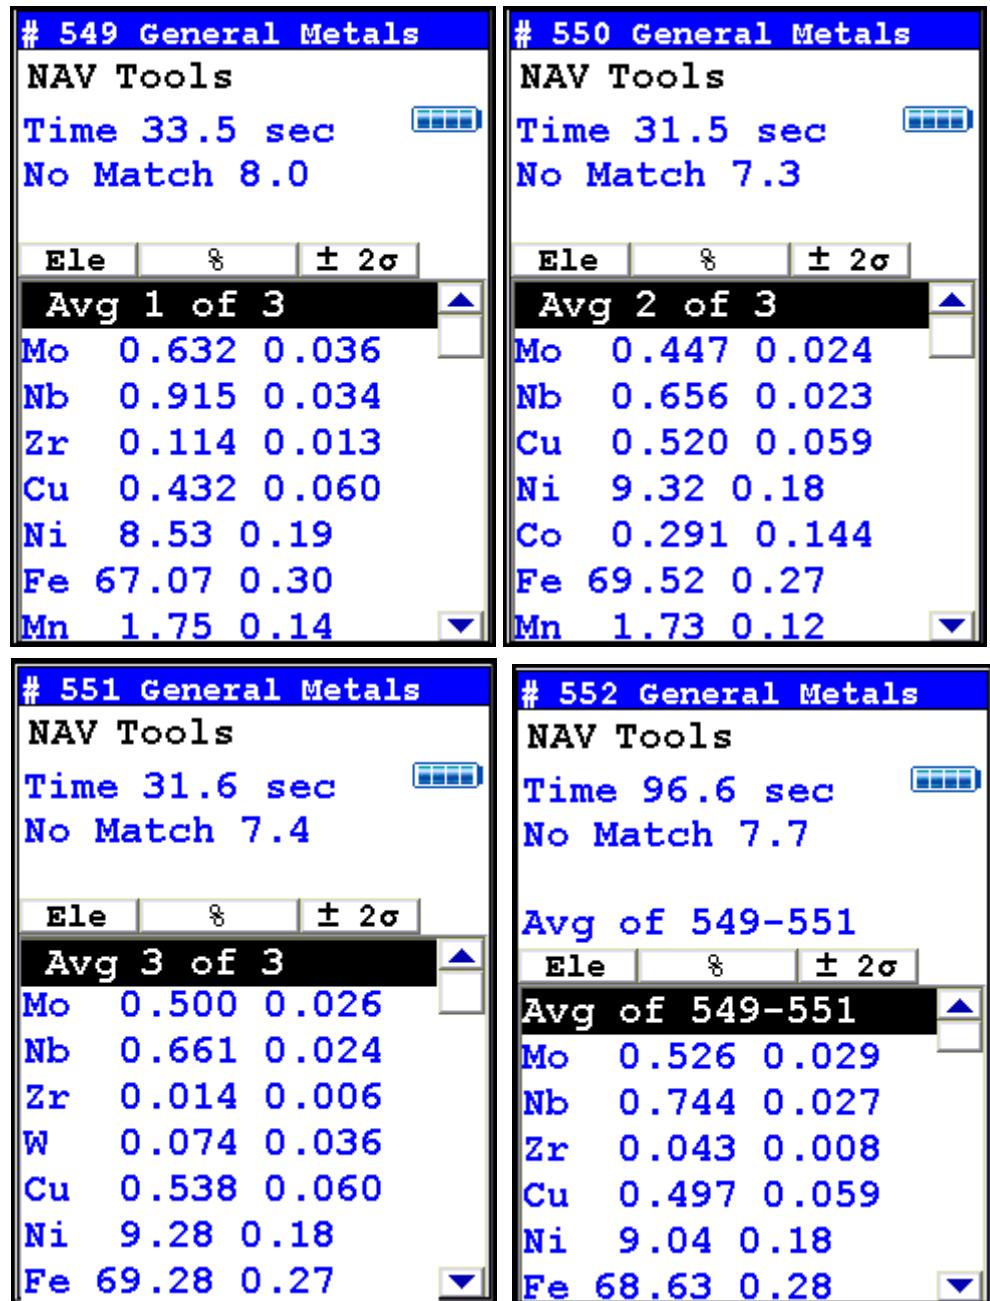 # 549 General Metals
NAV Tools
Time 33.5 sec
No Match 8.0
Ele % ± 2σ
Avg 1 of 3
Mo 0.632 0.036
Nb 0.915 0.034
Zr 0.114 0.013
Cu 0.432 0.060
Ni 8.53 0.19
Fe 67.07 0.30
Mn 1.75 0.14
# 550 General Metals
NAV Tools
Time 31.5 sec
No Match 7.3
Ele % ± 2σ
Avg 2 of 3
Mo 0.447 0.024
Nb 0.656 0.023
Cu 0.520 0.059
Ni 9.32 0.18
Co 0.291 0.144
Fe 69.52 0.27
Mn 1.73 0.12
# 551 General Metals
NAV Tools
Time 31.6 sec
No Match 7.4
Ele % ± 2σ
Avg 3 of 3
Mo 0.500 0.026
Nb 0.661 0.024
Zr 0.014 0.006
W 0.074 0.036
Cu 0.538 0.060
Ni 9.28 0.18
Fe 69.28 0.27
# 552 General Metals
NAV Tools
Time 96.6 sec
No Match 7.7
Avg of 549-551
Ele % ± 2σ
Avg of 549-551
Mo 0.526 0.029
Nb 0.744 0.027
Zr 0.043 0.008
Cu 0.497 0.059
Ni 9.04 0.18
Fe 68.63 0.28